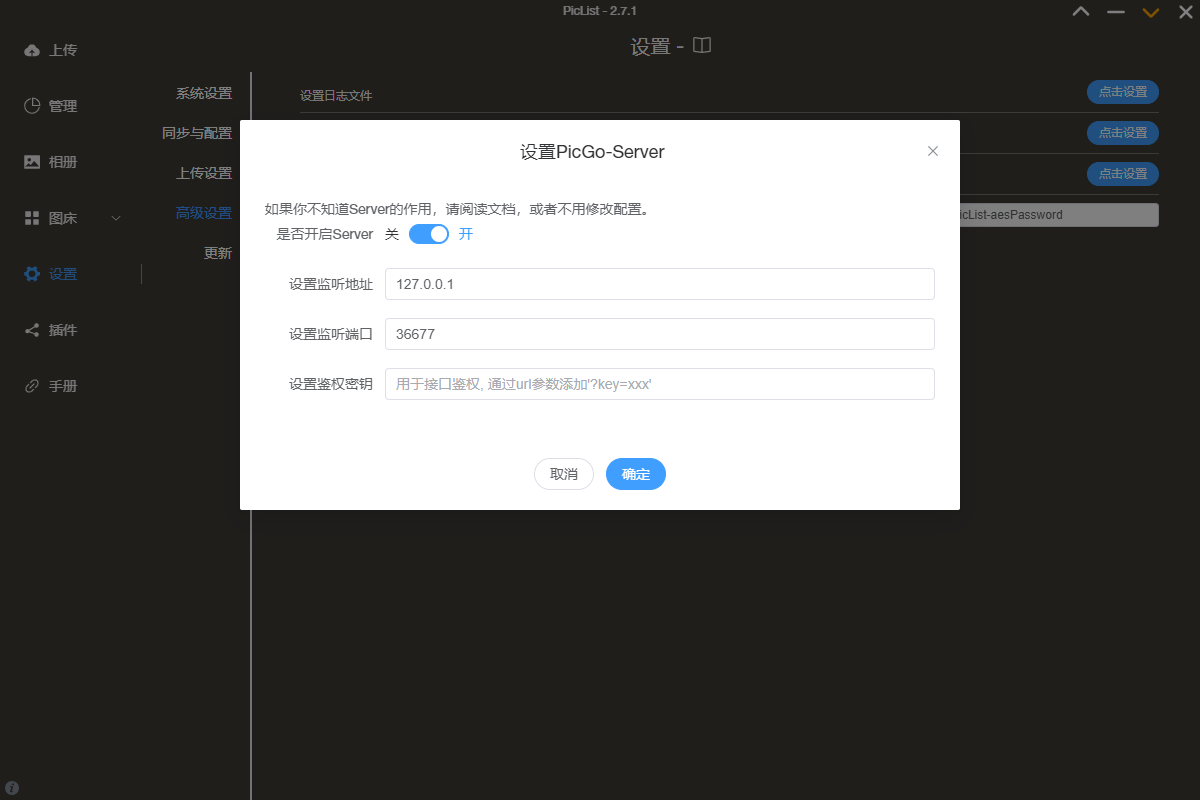 PicList - 2.7.1
设置 -
上传
管理
相册
图床
设置
插件
手册
系统设置
同步与配置
上传设置
高级设置
更新
设置日志文件
点击设置
点击设置
点击设置
icList-aesPassword
设置PicGo-Server
如果你不知道Server的作用，请阅读文档，或者不用修改配置。
是否开启Server 关 开
设置监听地址 127.0.0.1
设置监听端口 36677
设置鉴权密钥 用于接口鉴权, 通过url参数添加'?key=xxx'
取消 确定